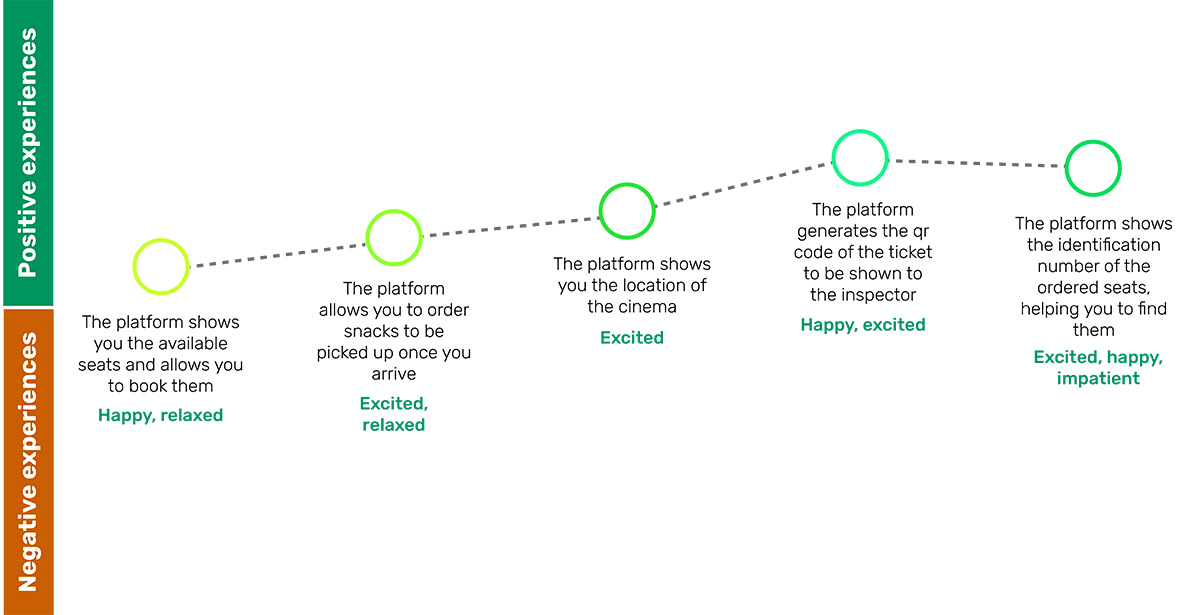 Positive experiences
Negative experiences
The platform shows
you the available
seats and allows you
to book them
Happy, relaxed
The platform
allows you to order
snacks to be
picked up once you
arrive
Excited,
relaxed
The platform shows
you the location of
the cinema
Excited
The platform
generates the qr
code of the ticket
to be shown to
the inspector
Happy, excited
The platform shows
the identification
number of the
ordered seats,
helping you to find
them
Excited, happy,
impatient